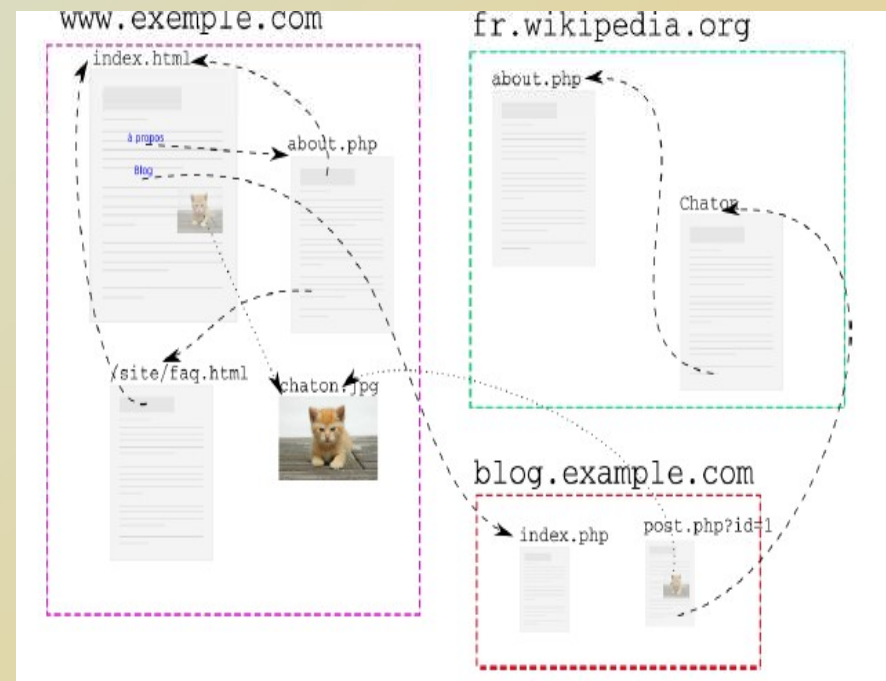 www.exemple.com
index.html
à propos
Blog
about.php
/site/faq.html
chaton.jpg
fr.wikipedia.org
about.php
Chaton
blog.example.com
index.php
post.php?id=1